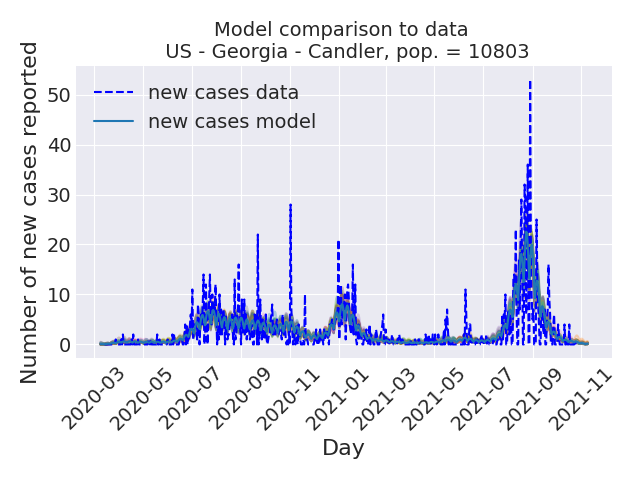 Model comparison to data
US - Georgia - Candler, pop. = 10803
Number of new cases reported
50
40
30
20
10
0
new cases data
new cases model
2020-03
2020-05
2020-07
2020-09
2020-11
2021-01
2021-03
2021-05
2021-07
2021-09
2021-11
Day